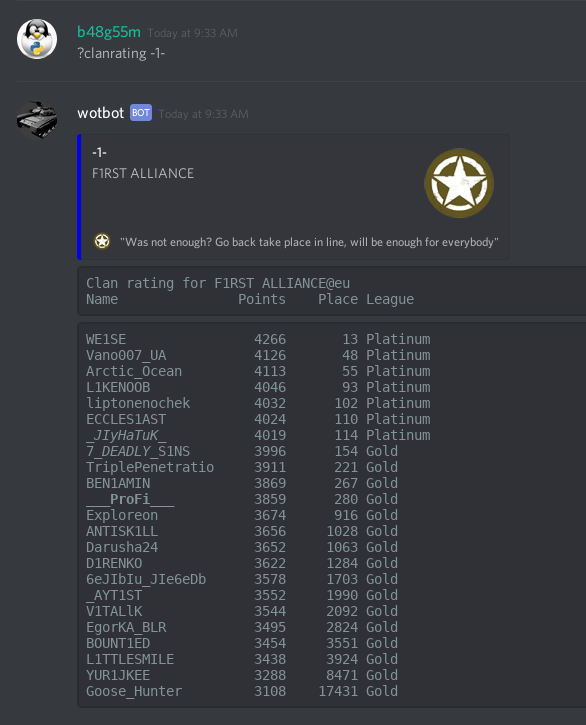 b48g55m Today at 9:33 AM
?clanrating -1-
wotbot BOT Today at 9:33 AM
-1-
F1RST ALLIANCE
"Was not enough? Go back take place in line, will be enough for everybody"
Clan rating for F1RST ALLIANCE@eu
Name Points Place League
WE1SE 4266 13 Platinum
Vano007_UA 4126 48 Platinum
Arctic_Ocean 4113 55 Platinum
L1KENOOB 4046 93 Platinum
liptonenochek 4032 102 Platinum
ECCLES1AST 4024 110 Platinum
_JIyHaTuK_ 4019 114 Platinum
7_DEADLY_S1NS 3996 154 Gold
TriplePenetratio 3911 221 Gold
BEN1AMIN 3869 267 Gold
___ProFi___ 3859 280 Gold
Exploreon 3674 916 Gold
ANTISK1LL 3656 1028 Gold
Darusha24 3652 1063 Gold
D1RENKO 3622 1284 Gold
6eJIbIu_JIe6eDb 3578 1703 Gold
_AYT1ST 3552 1990 Gold
V1TALlK 3544 2092 Gold
EgorKA_BLR 3495 2824 Gold
BOUNT1ED 3454 3551 Gold
L1TTLESMILE 3438 3924 Gold
YUR1JKEE 3288 8471 Gold
Goose_Hunter 3108 17431 Gold